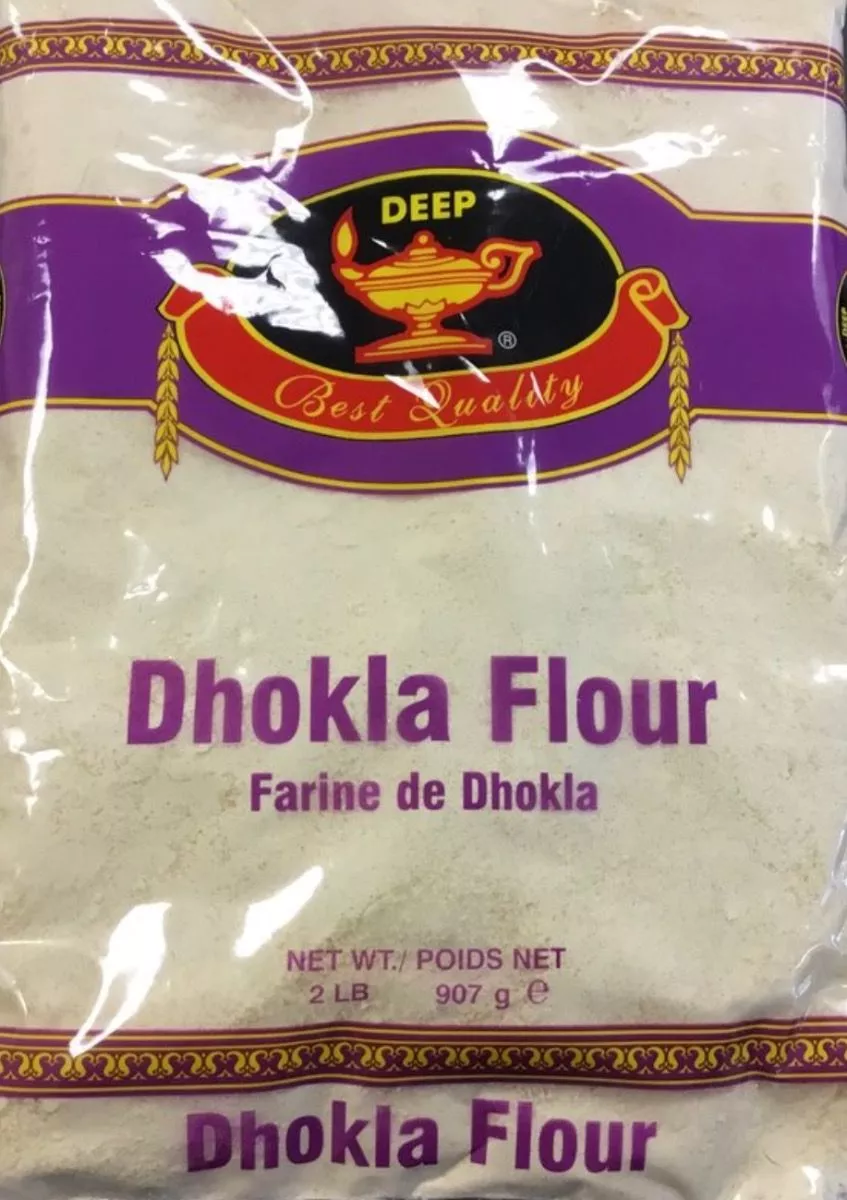 DEEP
®
Best Quality
Dhokla Flour
Farine de Dhokla
NET WT./ POIDS NET
2 LB 907 g ℮
Dhokla Flour